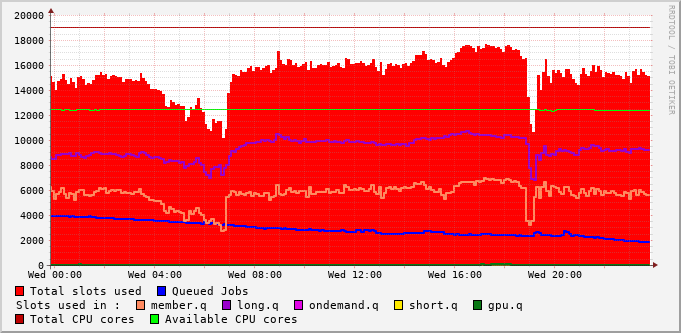 20000
18000
16000
14000
12000
10000
8000
6000
4000
2000
0
Wed 00:00 Wed 04:00 Wed 08:00 Wed 12:00 Wed 16:00 Wed 20:00
Total slots used Queued Jobs
Slots used in : member.q long.q ondemand.q short.q gpu.q
Total CPU cores Available CPU cores
RRDTOOL / TOBI OETIKER